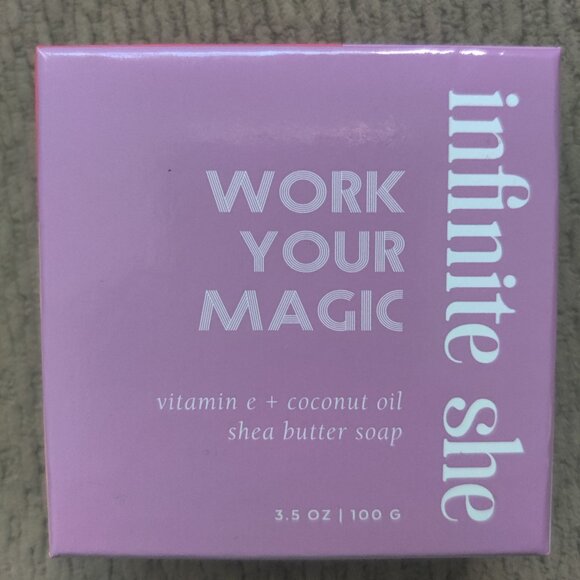 WORK
YOUR
MAGIC
vitamin e + coconut oil
shea butter soap
3.5 OZ | 100 G
infinite she